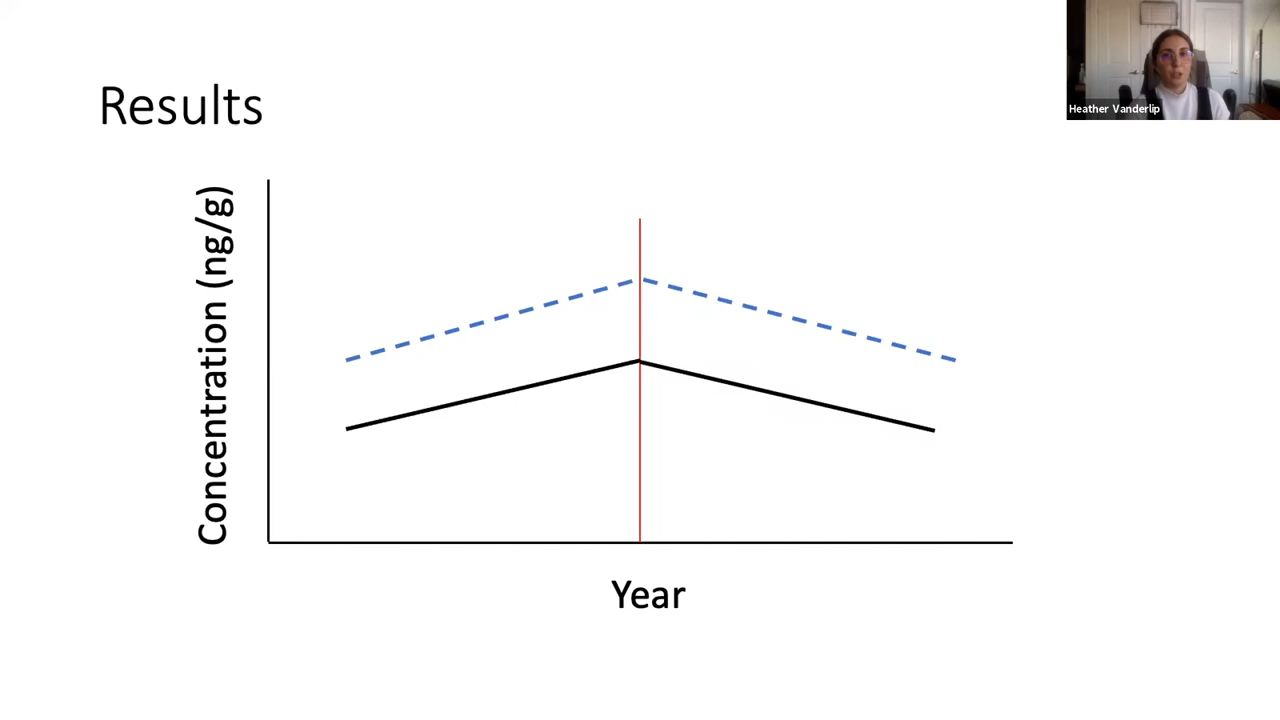 Results
Heather Vanderlip
Concentration (ng/g)
Year